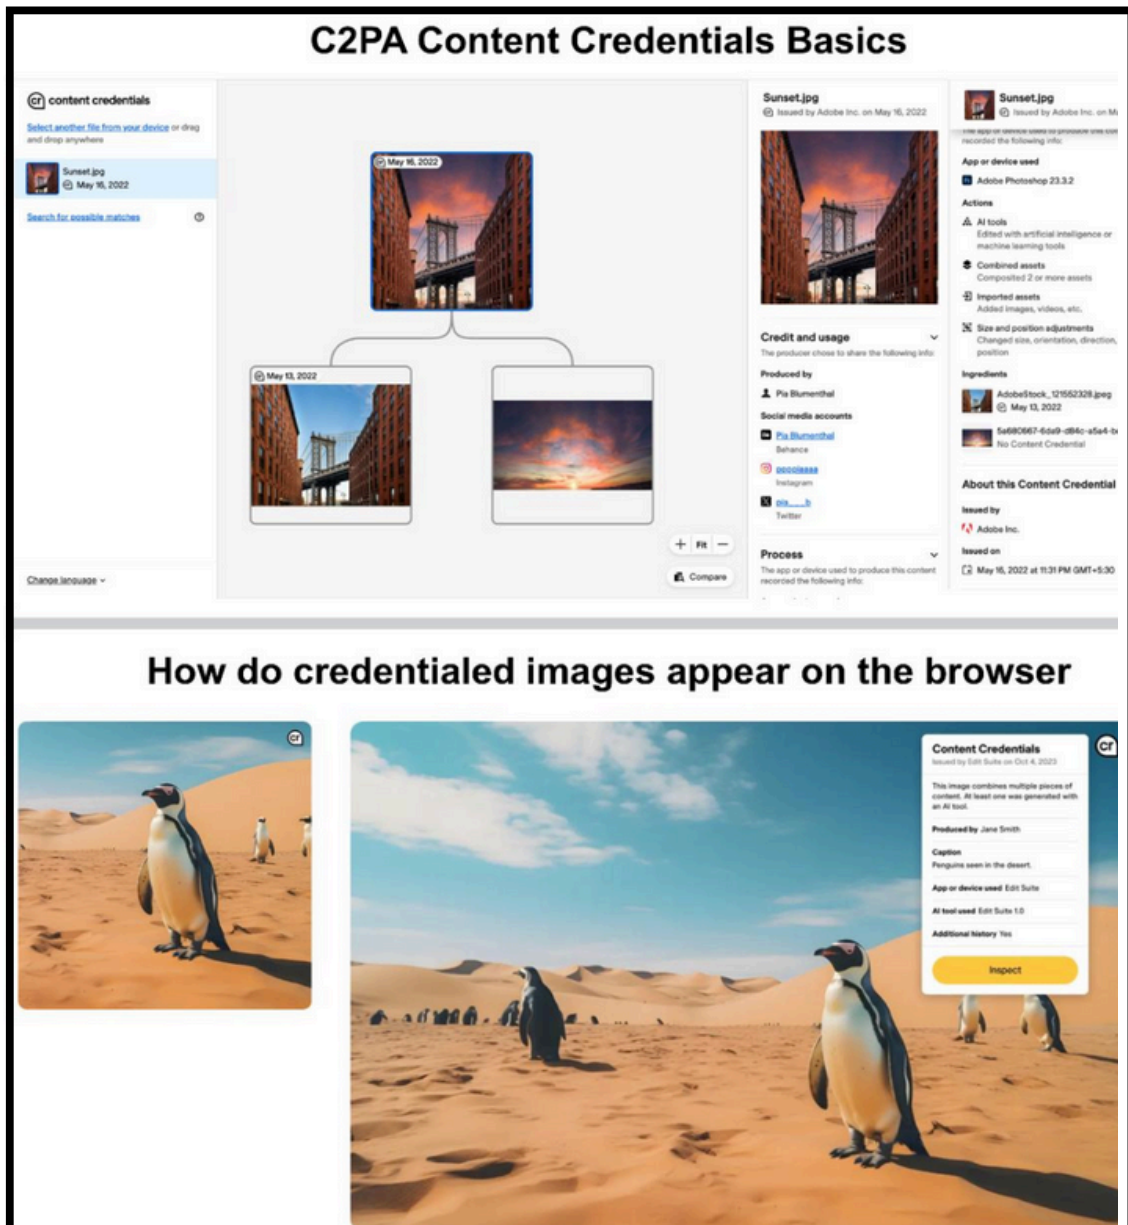 C2PA Content Credentials Basics
cr content credentials
Select another file from your device or drag
and drop anywhere
Sunset.jpg
May 16, 2022
Search for possible matches
Change language
May 16, 2022
May 13, 2022
+ Fit −
Compare
Sunset.jpg
Issued by Adobe Inc. on May 16, 2022
Credit and usage
The producer chose to share the following info:
Produced by
Pia Blumenthal
Social media accounts
Pia Blumenthal
Behance
Instagram
Twitter
Process
The app or device used to produce this content
recorded the following info:
Sunset.jpg
Issued by Adobe Inc. on
The app or device used to produce this
recorded the following info:
App or device used
Ps Adobe Photoshop 23.3.2
Actions
AI tools
Edited with artificial intelligence or
machine learning tools
Combined assets
Composited 2 or more assets
Imported assets
Added images, videos, etc.
Size and position adjustments
Changed size, orientation, direction,
position
Ingredients
AdobeStock_121552328.jpeg
May 13, 2022
No Content Credential
About this Content Credential
Issued by
Adobe Inc.
Issued on
May 16, 2022 at 11:31 PM GMT+5:30
How do credentialed images appear on the browser
cr
cr
Content Credentials
Issued by Edit Suite on Oct 4, 2023
This image combines multiple pieces of
content. At least one was generated with
an AI tool.
Produced by Jane Smith
Caption
Penguins seen in the desert.
App or device used Edit Suite
AI tool used Edit Suite 1.0
Additional history Yes
Inspect